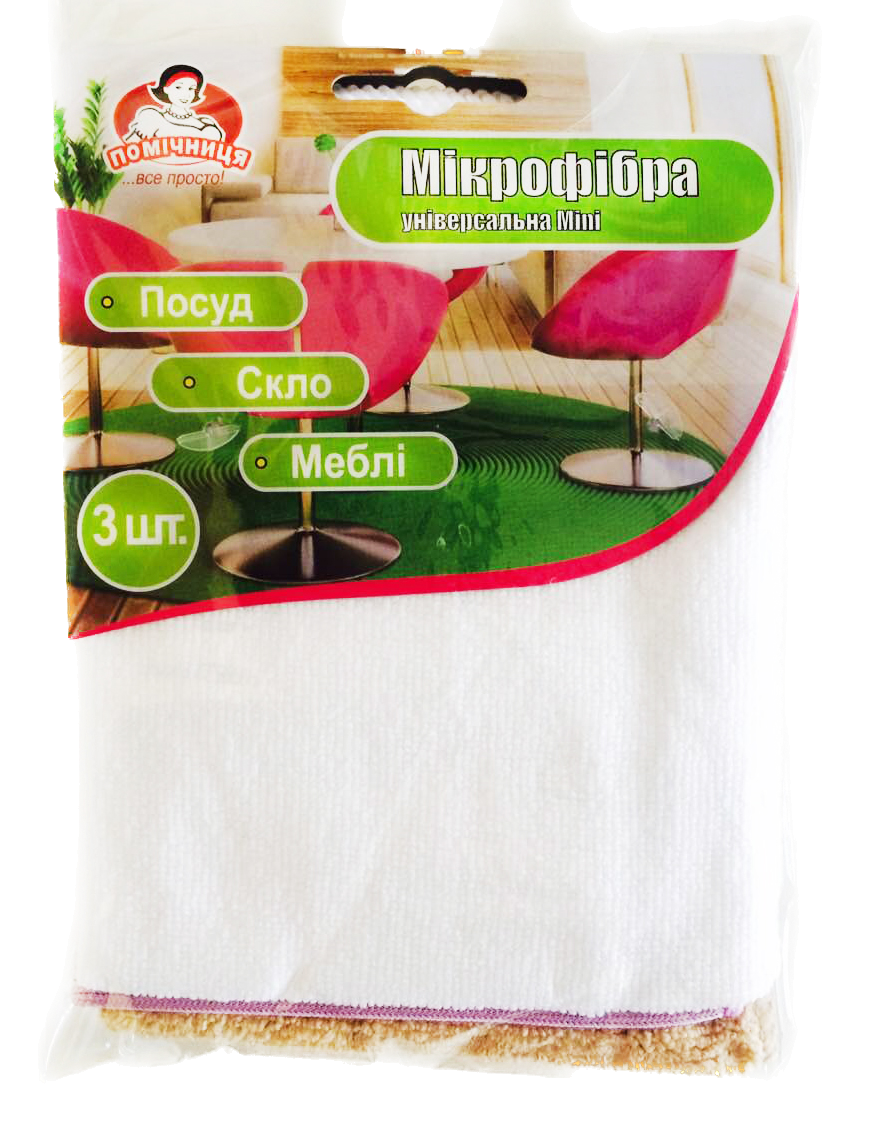 ПОМІЧНИЦЯ
...все просто!
Мікрофібра
універсальна Mini
Посуд
Скло
Меблі
3 шт.